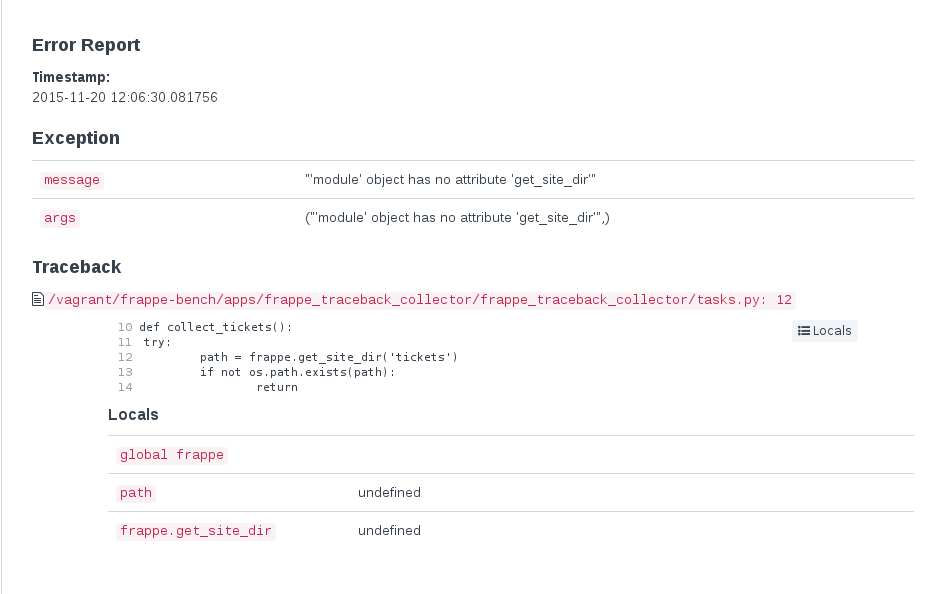 Error Report
Timestamp:
2015-11-20 12:06:30.081756
Exception
message "'module' object has no attribute 'get_site_dir'"
args ("'module' object has no attribute 'get_site_dir'",)
Traceback
/vagrant/frappe-bench/apps/frappe_traceback_collector/frappe_traceback_collector/tasks.py: 12
Locals
10 def collect_tickets():
11 try:
12 path = frappe.get_site_dir('tickets')
13 if not os.path.exists(path):
14 return
Locals
global frappe
path undefined
frappe.get_site_dir undefined